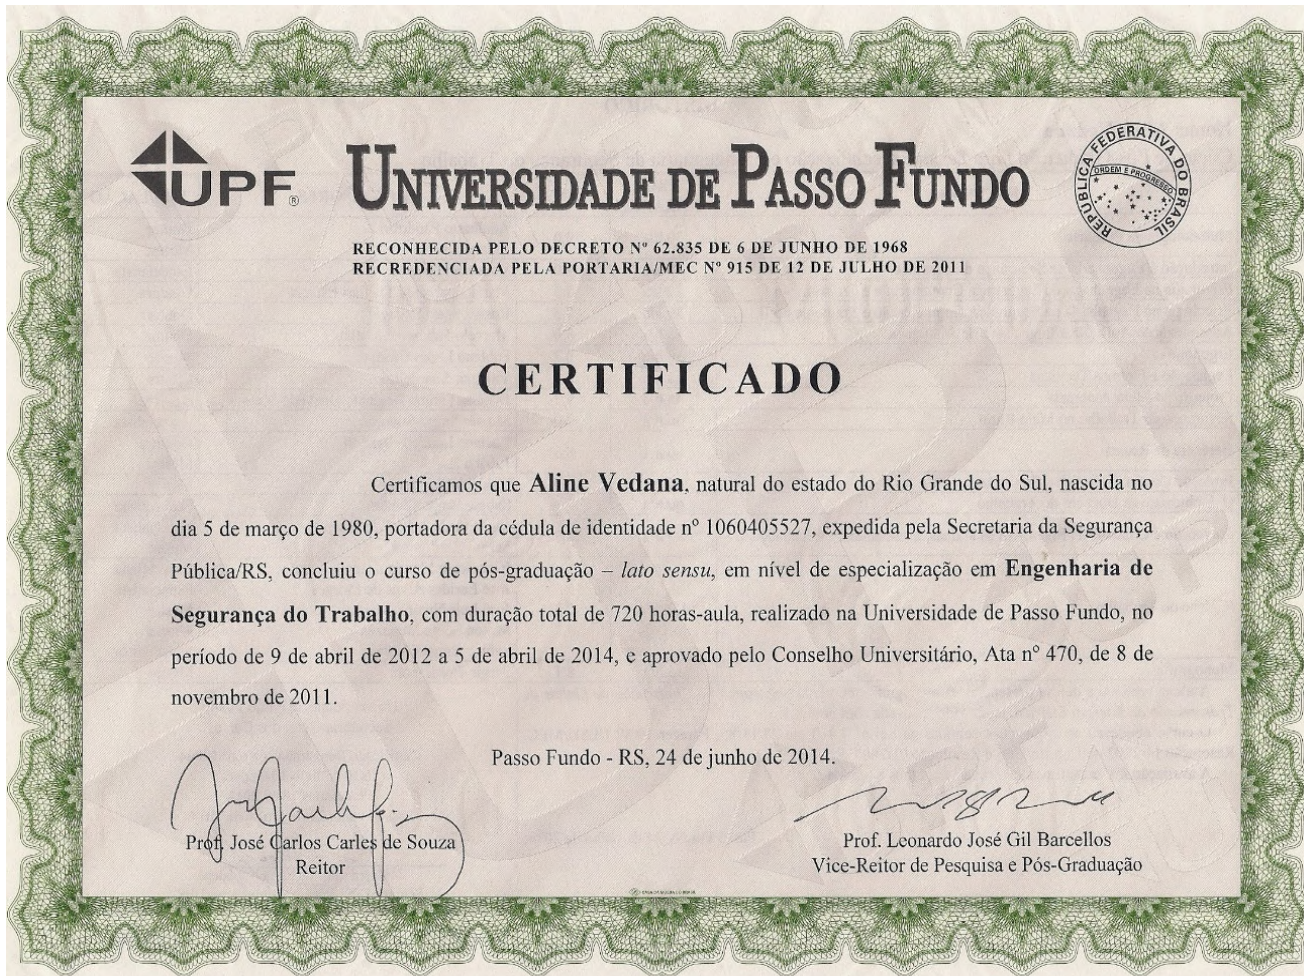 UPF®
UNIVERSIDADE DE PASSO FUNDO
REPÚBLICA FEDERATIVA DO BRASIL
ORDEM E PROGRESSO
RECONHECIDA PELO DECRETO Nº 62.835 DE 6 DE JUNHO DE 1968
RECREDENCIADA PELA PORTARIA/MEC Nº 915 DE 12 DE JULHO DE 2011
CERTIFICADO
Certificamos que Aline Vedana, natural do estado do Rio Grande do Sul, nascida no
dia 5 de março de 1980, portadora da cédula de identidade nº 1060405527, expedida pela Secretaria da Segurança
Pública/RS, concluiu o curso de pós-graduação – lato sensu, em nível de especialização em Engenharia de
Segurança do Trabalho, com duração total de 720 horas-aula, realizado na Universidade de Passo Fundo, no
período de 9 de abril de 2012 a 5 de abril de 2014, e aprovado pelo Conselho Universitário, Ata nº 470, de 8 de
novembro de 2011.
Passo Fundo - RS, 24 de junho de 2014.
Prof. José Carlos Carles de Souza
Reitor
Prof. Leonardo José Gil Barcellos
Vice-Reitor de Pesquisa e Pós-Graduação